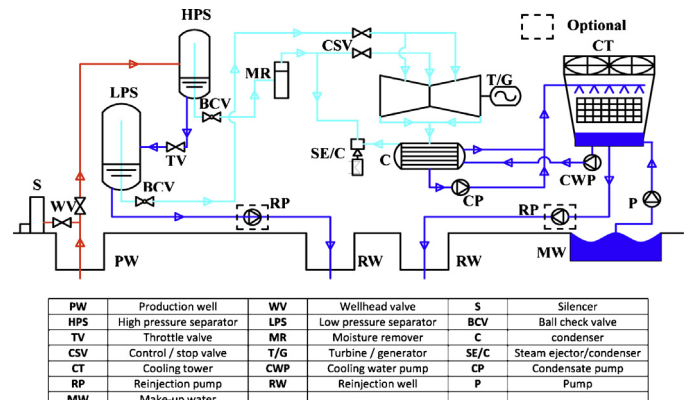 HPS
Optional
CT
CSV
LPS
MR
T/G
BCV
TV
SE/C
C
CWP
BCV
S
WV
RP
CP
RP
P
PW
RW
RW
MW
PW Production well WV Wellhead valve S Silencer
HPS High pressure separator LPS Low pressure separator BCV Ball check valve
TV Throttle valve MR Moisture remover C condenser
CSV Control / stop valve T/G Turbine / generator SE/C Steam ejector/condenser
CT Cooling tower CWP Cooling water pump CP Condensate pump
RP Reinjection pump RW Reinjection well P Pump
MW Make-up water